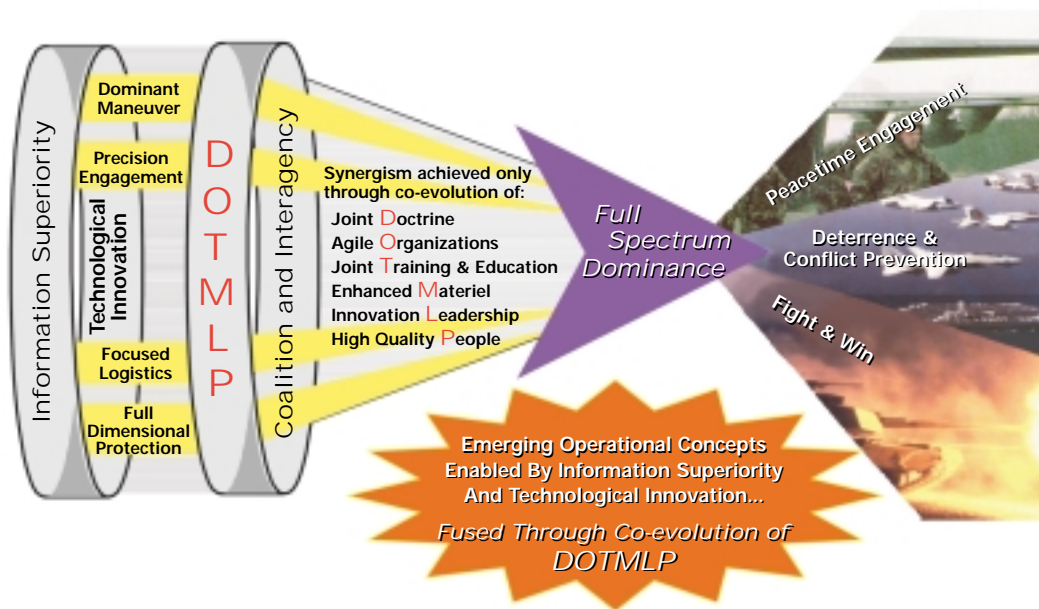 Information Superiority
Dominant
Maneuver
Precision
Engagement
Technological
Innovation
Focused
Logistics
Full
Dimensional
Protection
DOTMLP
Coalition and Interagency
Synergism achieved only
through co-evolution of:
Joint Doctrine
Agile Organizations
Joint Training & Education
Enhanced Materiel
Innovation Leadership
High Quality People
Full
Spectrum
Dominance
Peacetime Engagement
Deterrence &
Conflict Prevention
Fight & Win
Emerging Operational Concepts
Enabled By Information Superiority
And Technological Innovation...
Fused Through Co-evolution of
DOTMLP